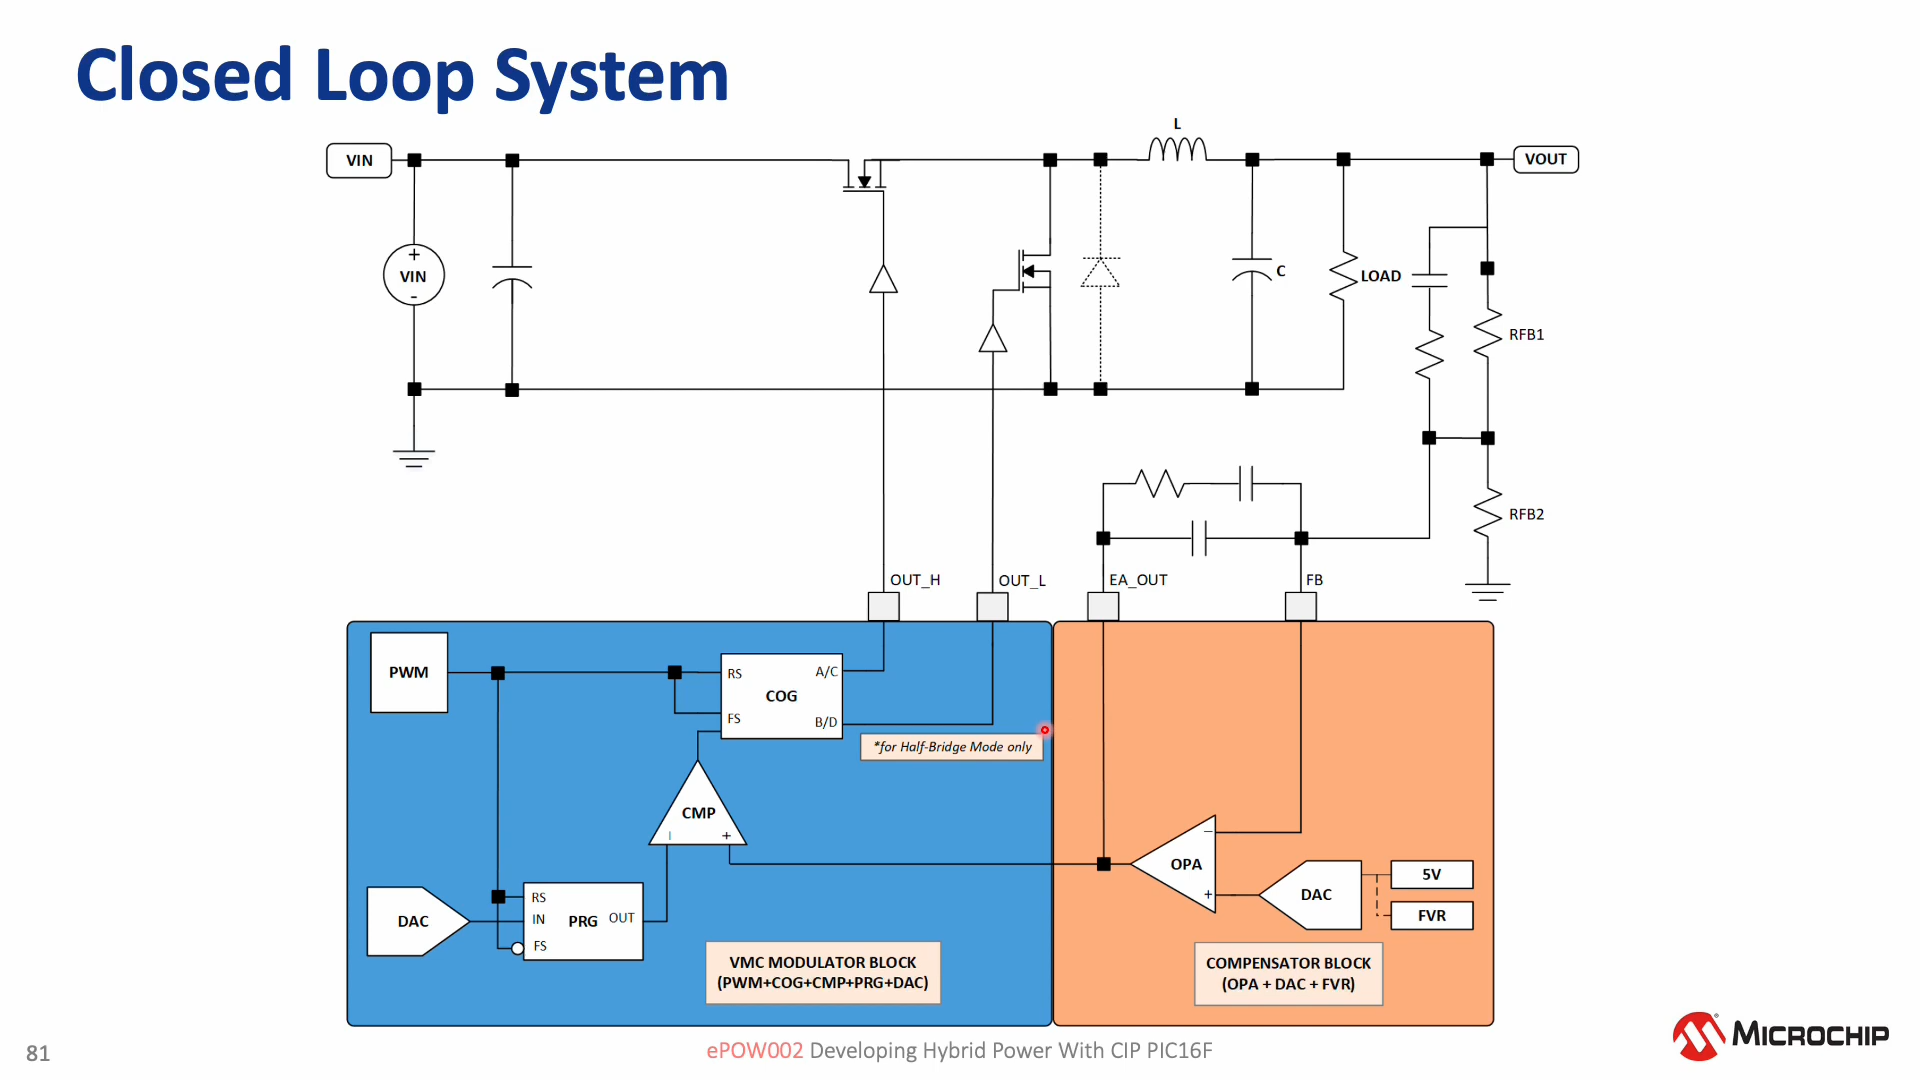 Closed Loop System
L
VIN
VOUT
+
VIN
-
C
LOAD
RFB1
RFB2
OUT_H
OUT_L
EA_OUT
FB
PWM
RS
A/C
COG
FS
B/D
*for Half-Bridge Mode only
CMP
+
OPA
−
+
DAC
5V
FVR
DAC
RS
IN
PRG
OUT
FS
VMC MODULATOR BLOCK
(PWM+COG+CMP+PRG+DAC)
COMPENSATOR BLOCK
(OPA + DAC + FVR)
81
ePOW002 Developing Hybrid Power With CIP PIC16F
MICROCHIP